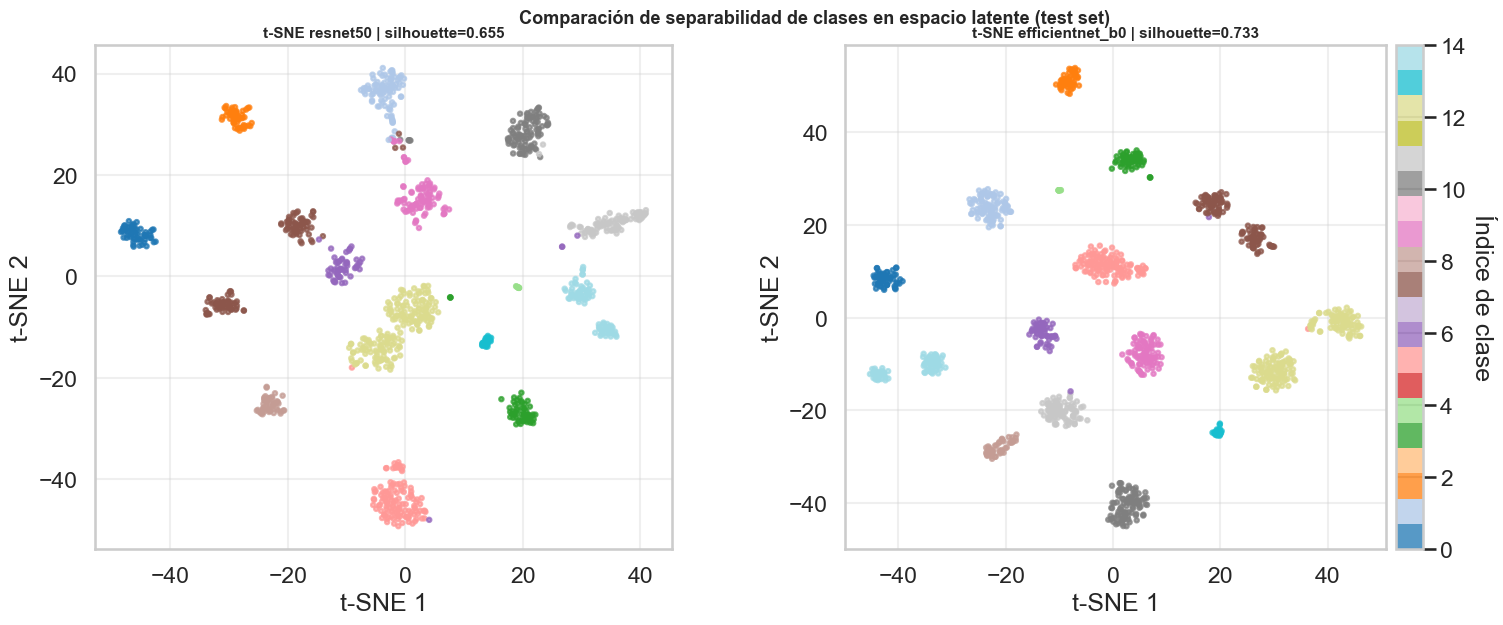 Comparación de separabilidad de clases en espacio latente (test set)
t-SNE resnet50 | silhouette=0.655
40
20
0
−20
−40
t-SNE 2
−40 −20 0 20 40
t-SNE 1
t-SNE efficientnet_b0 | silhouette=0.733
40
20
0
−20
−40
t-SNE 2
−40 −20 0 20 40
t-SNE 1
14
12
10
8
6
4
2
0
Índice de clase